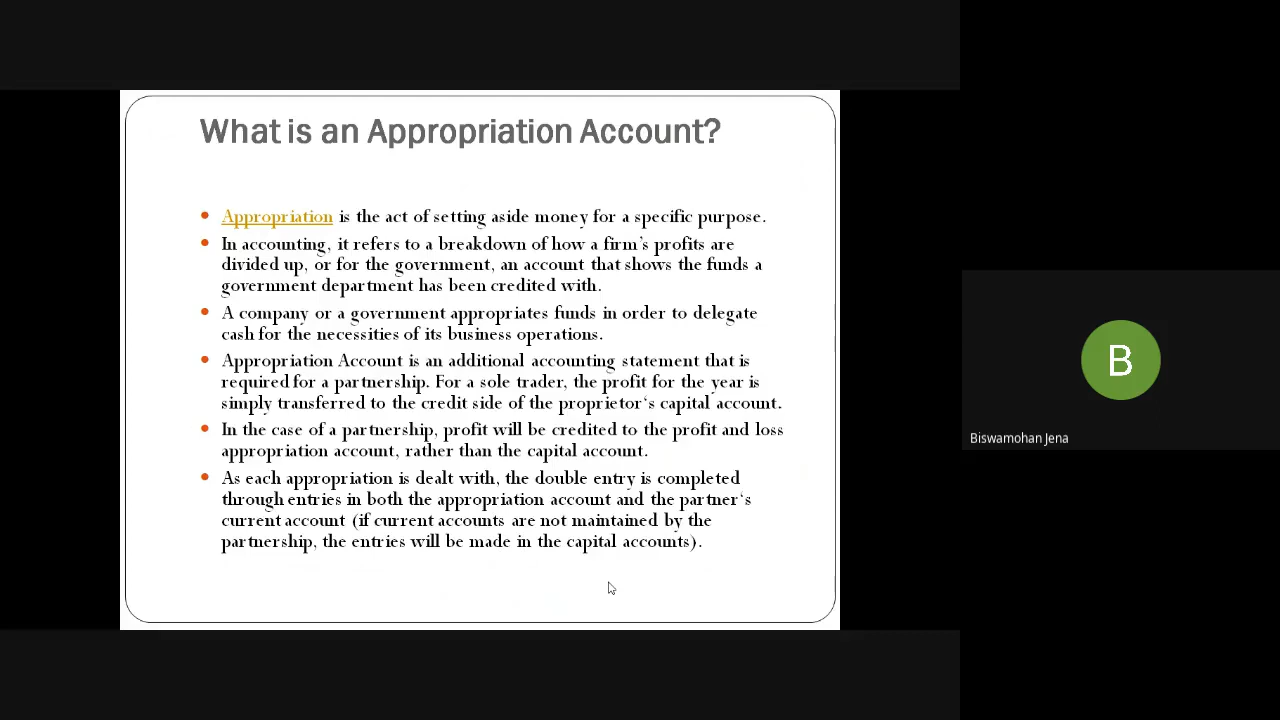 What is an Appropriation Account?
Appropriation is the act of setting aside money for a specific purpose.
In accounting, it refers to a breakdown of how a firm's profits are
divided up, or for the government, an account that shows the funds a
government department has been credited with.
A company or a government appropriates funds in order to delegate
cash for the necessities of its business operations.
Appropriation Account is an additional accounting statement that is
required for a partnership. For a sole trader, the profit for the year is
simply transferred to the credit side of the proprietor's capital account.
In the case of a partnership, profit will be credited to the profit and loss
appropriation account, rather than the capital account.
As each appropriation is dealt with, the double entry is completed
through entries in both the appropriation account and the partner's
current account (if current accounts are not maintained by the
partnership, the entries will be made in the capital accounts).
B
Biswamohan Jena